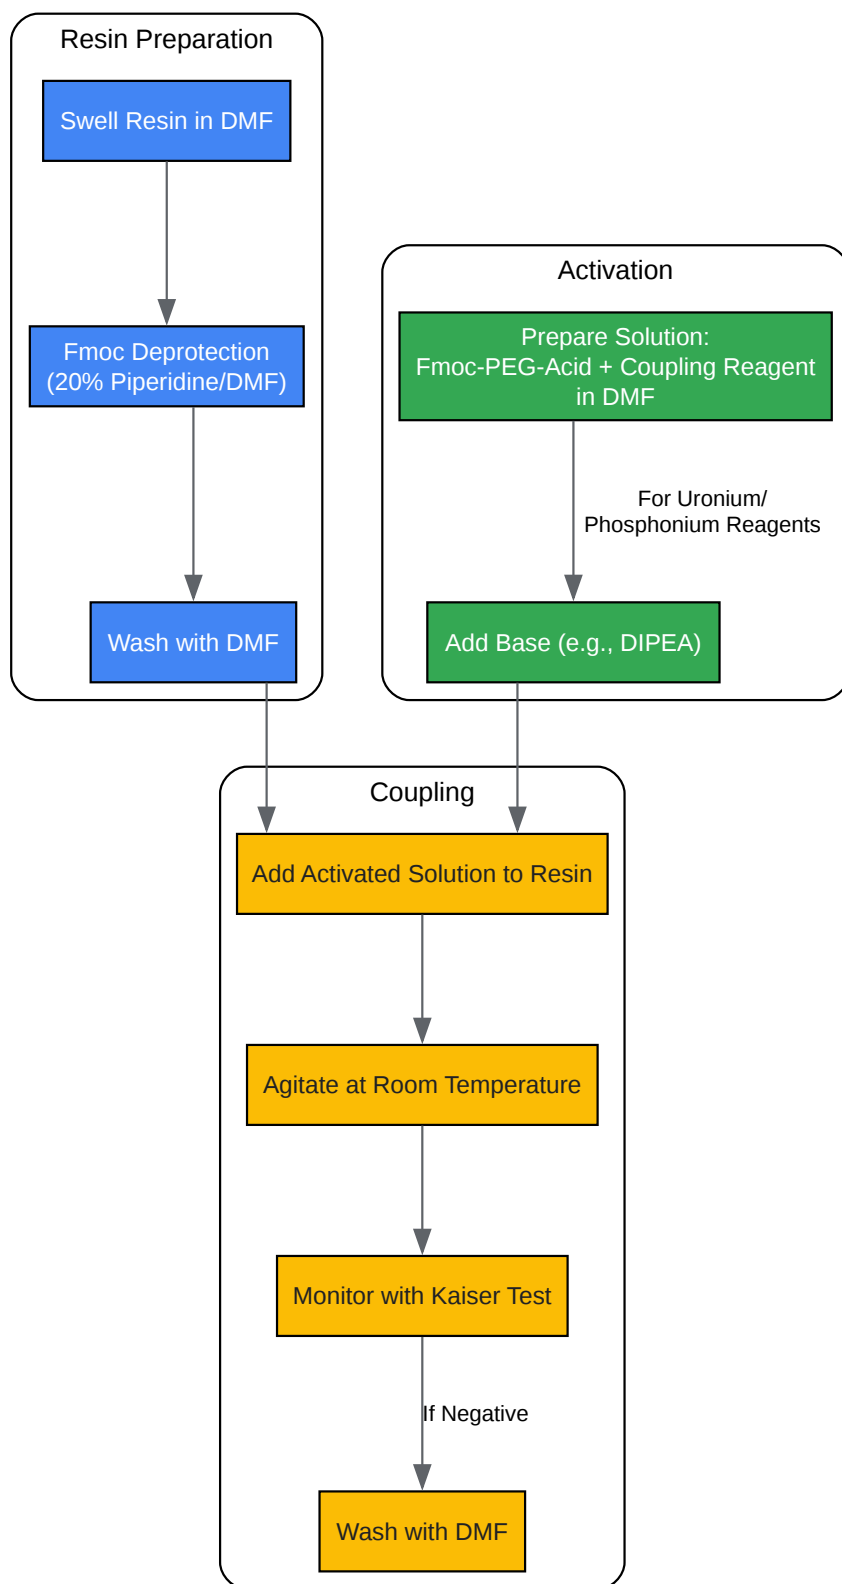 Resin Preparation
Swell Resin in DMF
Fmoc Deprotection
(20% Piperidine/DMF)
Wash with DMF
Activation
Prepare Solution:
Fmoc-PEG-Acid + Coupling Reagent
in DMF
For Uronium/
Phosphonium Reagents
Add Base (e.g., DIPEA)
Coupling
Add Activated Solution to Resin
Agitate at Room Temperature
Monitor with Kaiser Test
If Negative
Wash with DMF